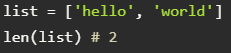 list = ['hello', 'world']
len(list) # 2